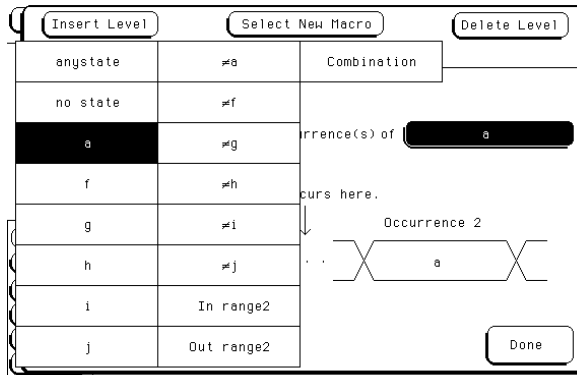 Insert Level
Select New Macro
Delete Level
anystate
≠a
Combination
no state
≠f
a
≠g
rrence(s) of
a
f
≠h
curs here.
g
≠i
Occurrence 2
h
≠j
. .
a
i
In range2
j
Out range2
Done